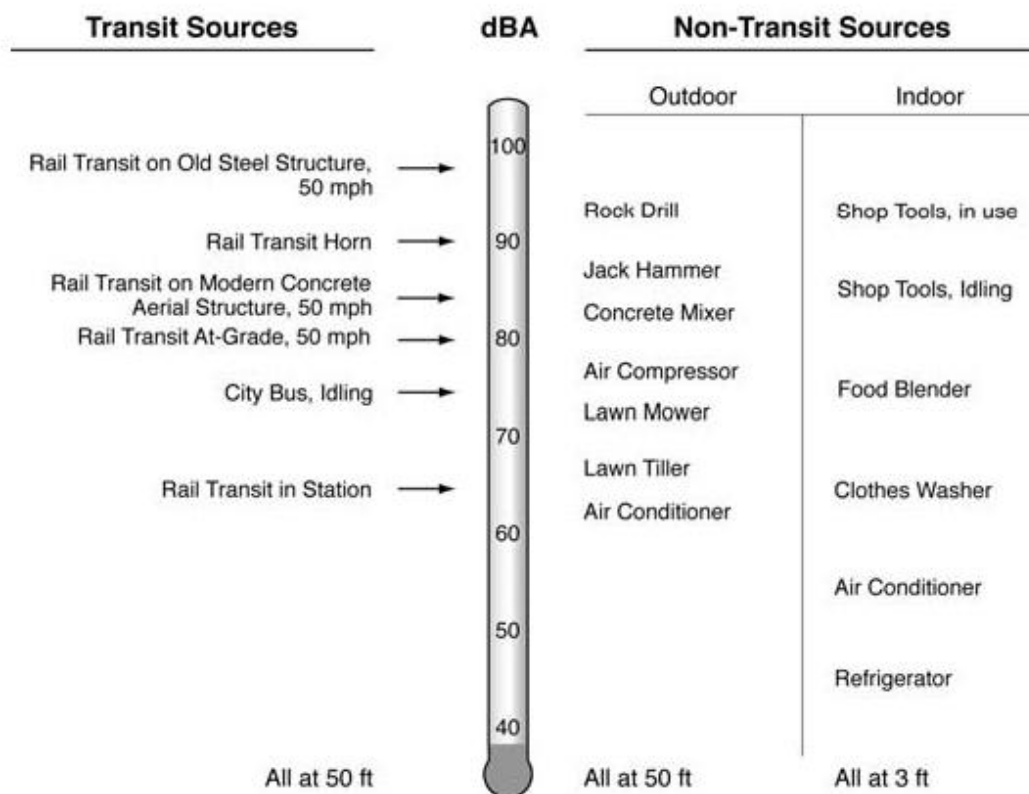 Transit Sources
dBA
Non-Transit Sources
Outdoor
Indoor
100
Rail Transit on Old Steel Structure,
50 mph
Rock Drill
Shop Tools, in use
Rail Transit Horn
90
Jack Hammer
Rail Transit on Modern Concrete
Aerial Structure, 50 mph
Shop Tools, Idling
Concrete Mixer
Rail Transit At-Grade, 50 mph
80
Air Compressor
City Bus, Idling
Food Blender
Lawn Mower
70
Lawn Tiller
Rail Transit in Station
Clothes Washer
Air Conditioner
60
Air Conditioner
50
Refrigerator
40
All at 50 ft
All at 50 ft
All at 3 ft